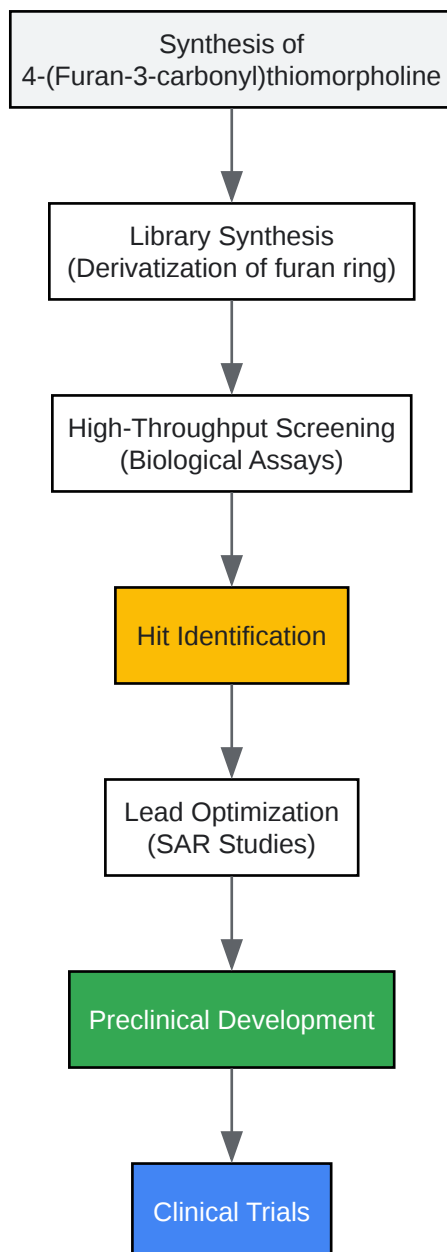 Synthesis of
4-(Furan-3-carbonyl)thiomorpholine
Library Synthesis
(Derivatization of furan ring)
High-Throughput Screening
(Biological Assays)
Hit Identification
Lead Optimization
(SAR Studies)
Preclinical Development
Clinical Trials